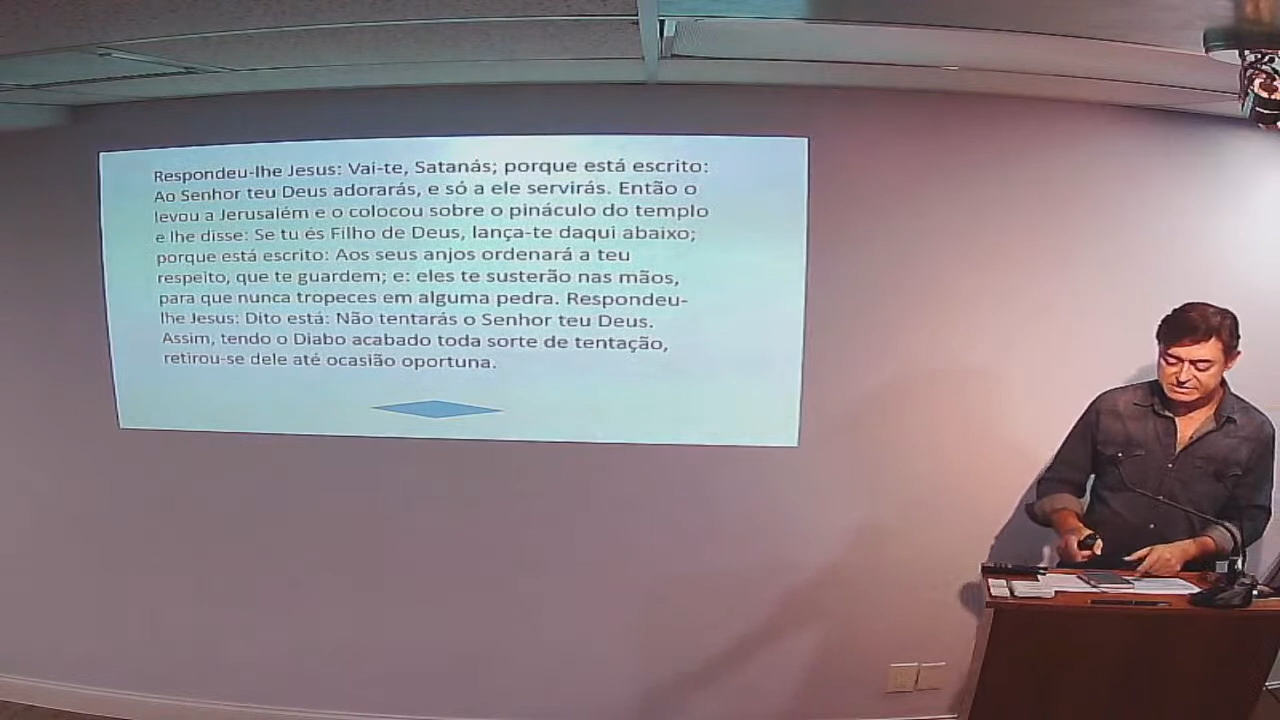 Respondeu-lhe Jesus: Vai-te, Satanás; porque está escrito:
Ao Senhor teu Deus adorarás, e só a ele servirás. Então o
levou a Jerusalém e o colocou sobre o pináculo do templo
e lhe disse: Se tu és Filho de Deus, lança-te daqui abaixo;
porque está escrito: Aos seus anjos ordenará a teu
respeito, que te guardem; e: eles te susterão nas mãos,
para que nunca tropeces em alguma pedra. Respondeu-
lhe Jesus: Dito está: Não tentarás o Senhor teu Deus.
Assim, tendo o Diabo acabado toda sorte de tentação,
retirou-se dele até ocasião oportuna.